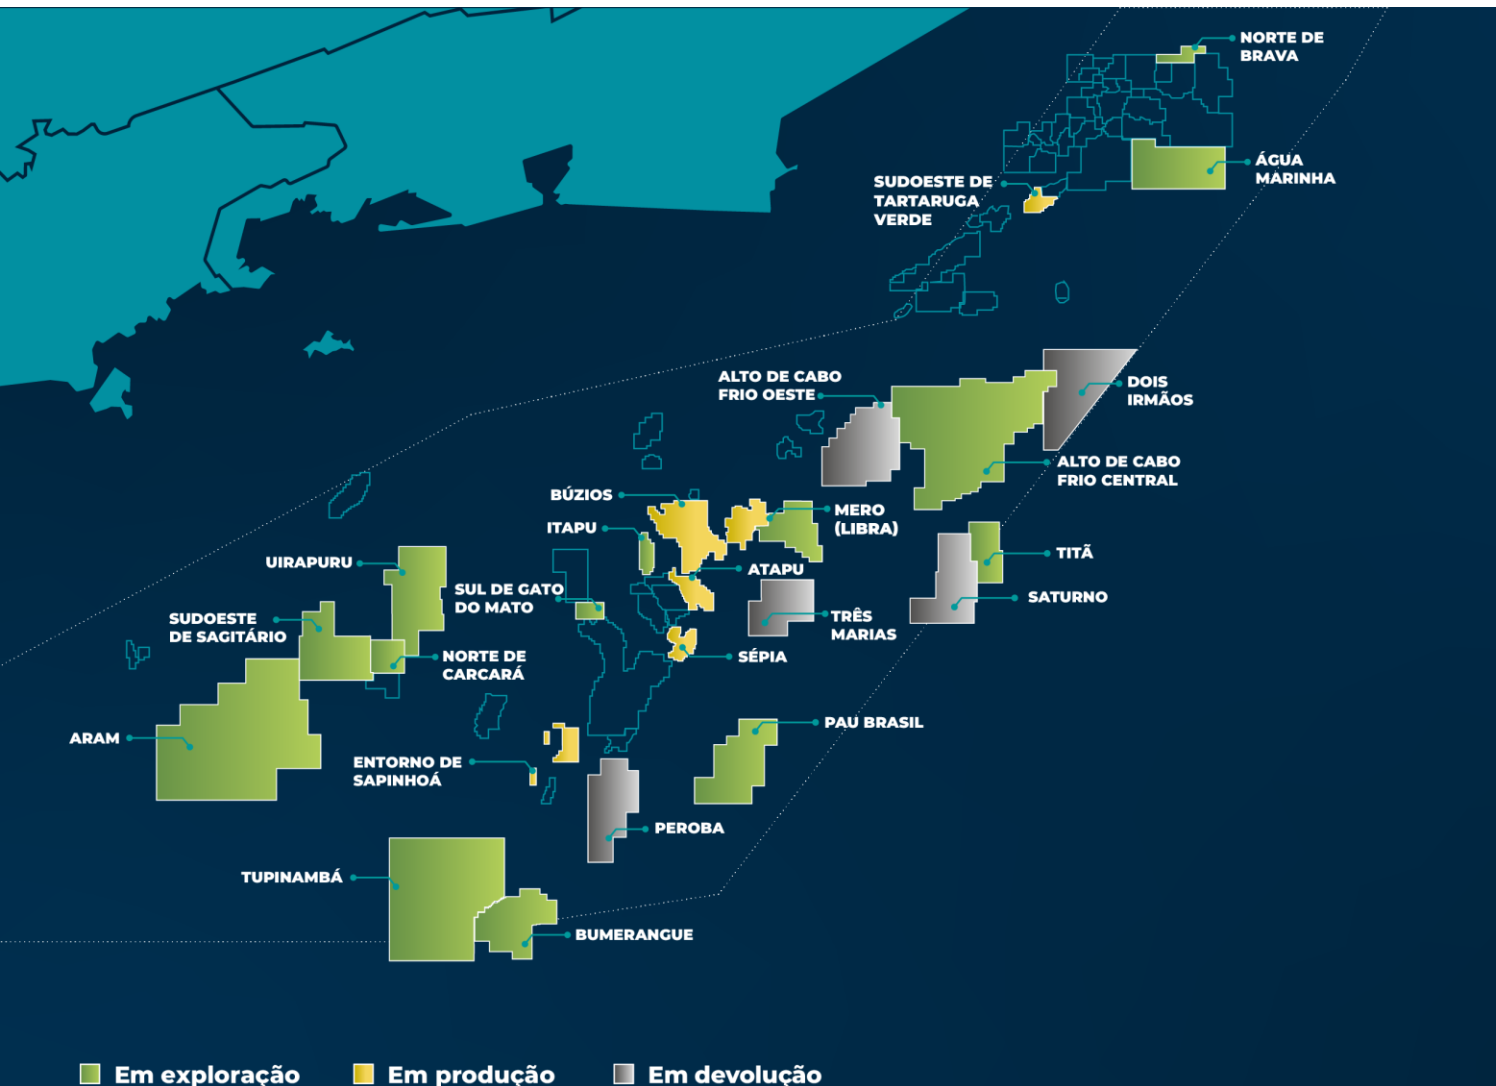 NORTE DE
BRAVA
ÁGUA
MARINHA
SUDOESTE DE
TARTARUGA
VERDE
ALTO DE CABO
FRIO OESTE
DOIS
IRMÃOS
ALTO DE CABO
FRIO CENTRAL
BÚZIOS
MERO
(LIBRA)
ITAPU
TITÃ
UIRAPURU
ATAPU
SUL DE GATO
DO MATO
SATURNO
SUDOESTE
DE SAGITÁRIO
TRÊS
MARIAS
NORTE DE
CARCARÁ
SÉPIA
PAU BRASIL
ARAM
ENTORNO DE
SAPINHOÁ
PEROBA
TUPINAMBÁ
BUMERANGUE
Em exploração
Em produção
Em devolução